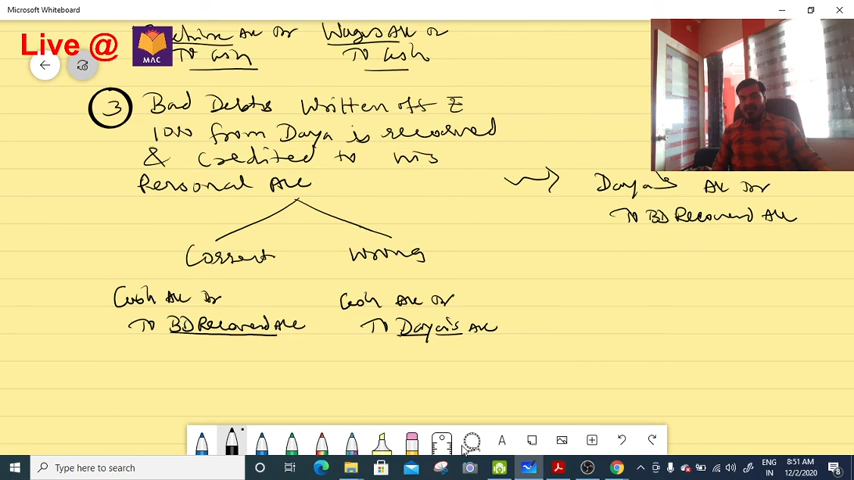 Microsoft Whiteboard
Live @ MAC
Machine A/c Dr Wages A/c Dr
To Cash To Cash
3 Bad Debts Written off ₹
1000 from Daya is recovered
& credited to his
Personal A/c
Daya's A/c Dr
To BD Recovered A/c
Correct Wrong
Cash A/c Dr Cash A/c Dr
To BD Recovered A/c To Daya's A/c
Type here to search
ENG 8:51 AM
IN 12/2/2020